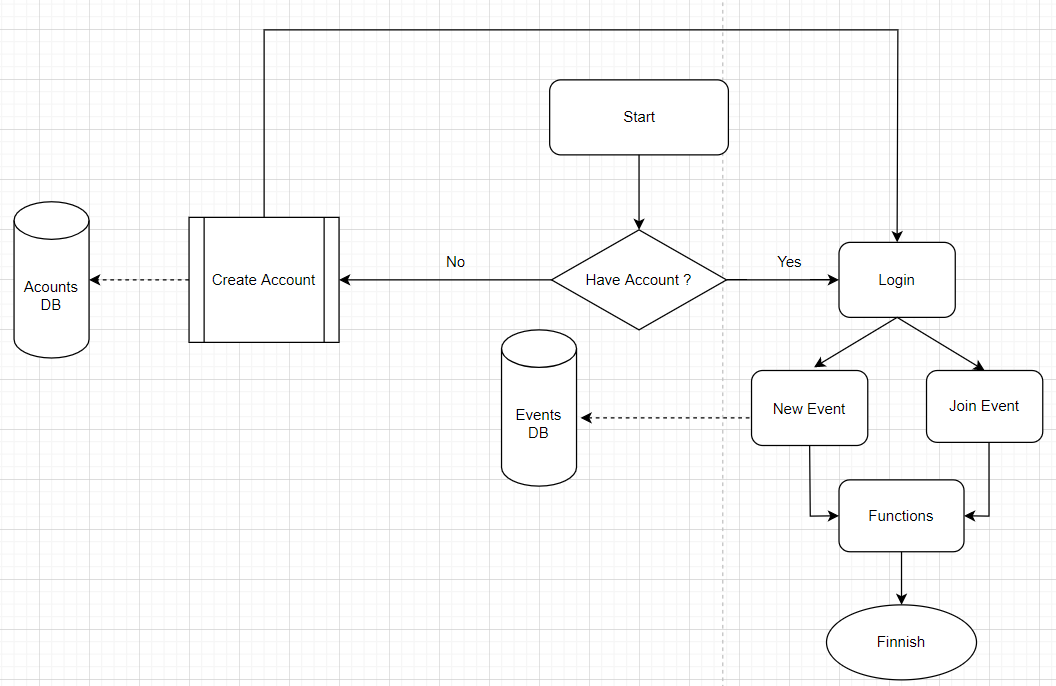 Start
No
Yes
Acounts
DB
Create Account
Have Account ?
Login
Events
DB
New Event
Join Event
Functions
Finnish